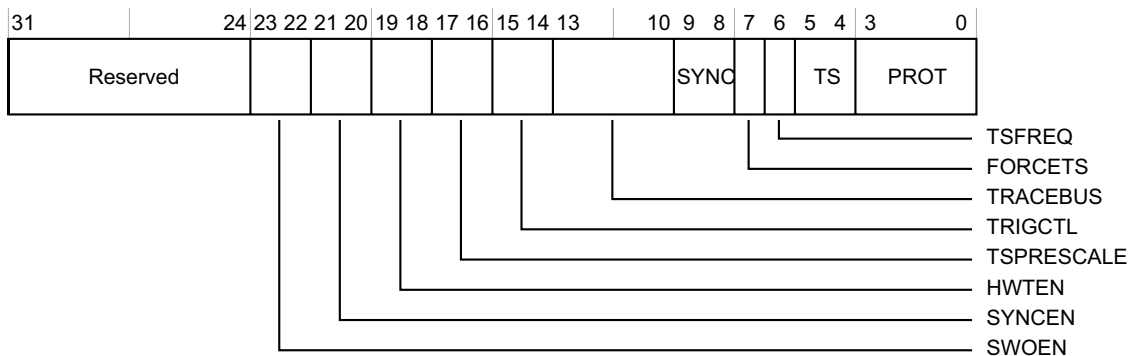 31 24 23 22 21 20 19 18 17 16 15 14 13 10 9 8 7 6 5 4 3 0
Reserved SYNC TS PROT
TSFREQ
FORCETS
TRACEBUS
TRIGCTL
TSPRESCALE
HWTEN
SYNCEN
SWOEN